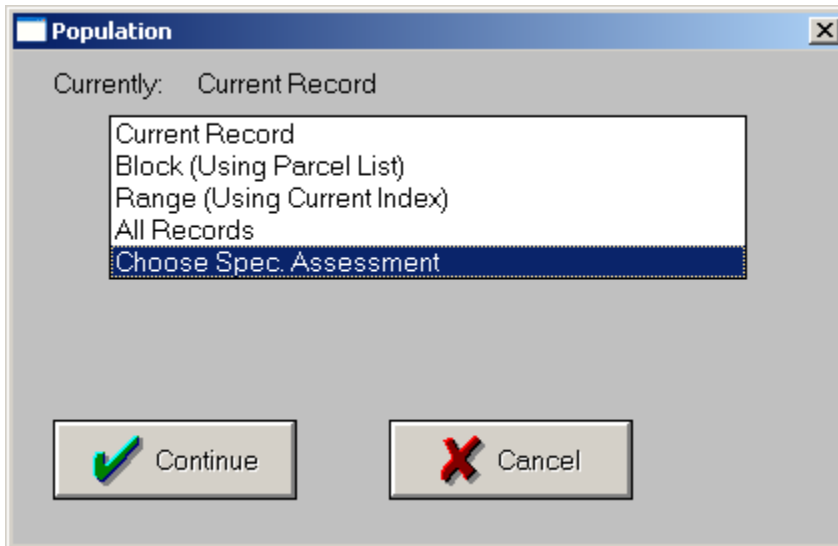 Population
Currently: Current Record
Current Record
Block (Using Parcel List)
Range (Using Current Index)
All Records
Choose Spec. Assessment
Continue
Cancel